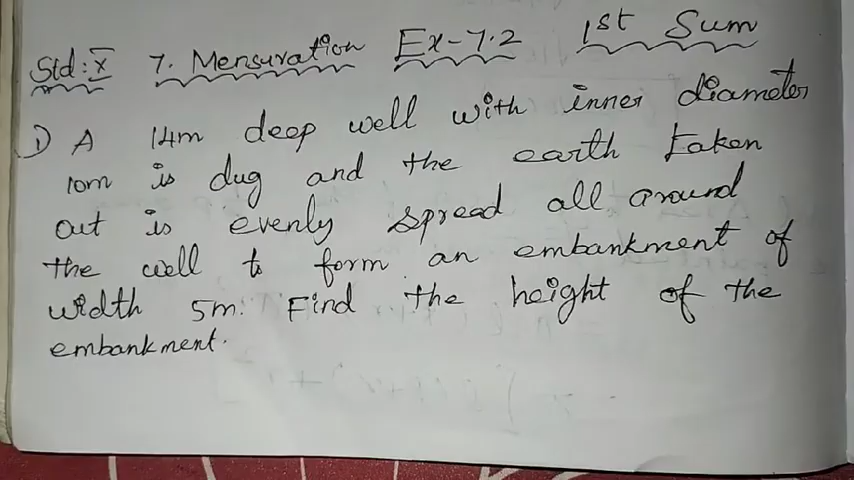 Std: X 7. Mensuration Ex-7.2 1st Sum
1) A 14m deep well with inner diameter
10m is dug and the earth taken
out is evenly spread all around
the well to form an embankment of
width 5m. Find the height of the
embankment.